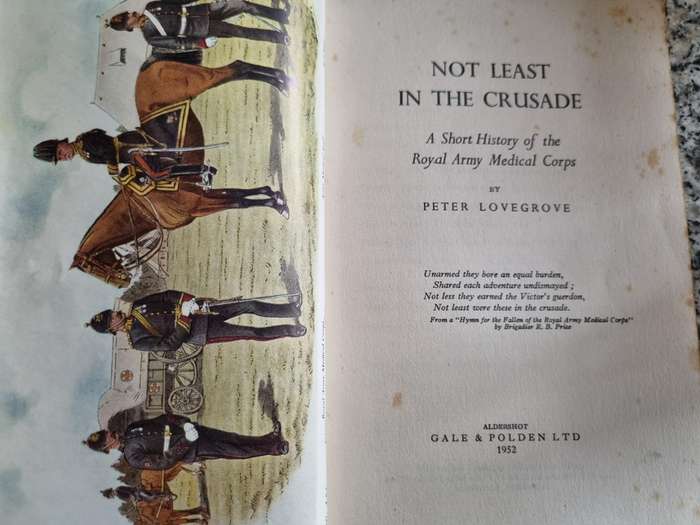 NOT LEAST
IN THE CRUSADE
A Short History of the
Royal Army Medical Corps
BY
PETER LOVEGROVE
Unarmed they bore an equal burden,
Shared each adventure undismayed ;
Not less they earned the Victor's guerdon,
Not least were these in the crusade.
From a "Hymn for the Fallen of the Royal Army Medical Corps"
by Brigadier R. B. Price
ALDERSHOT
GALE & POLDEN LTD
1952